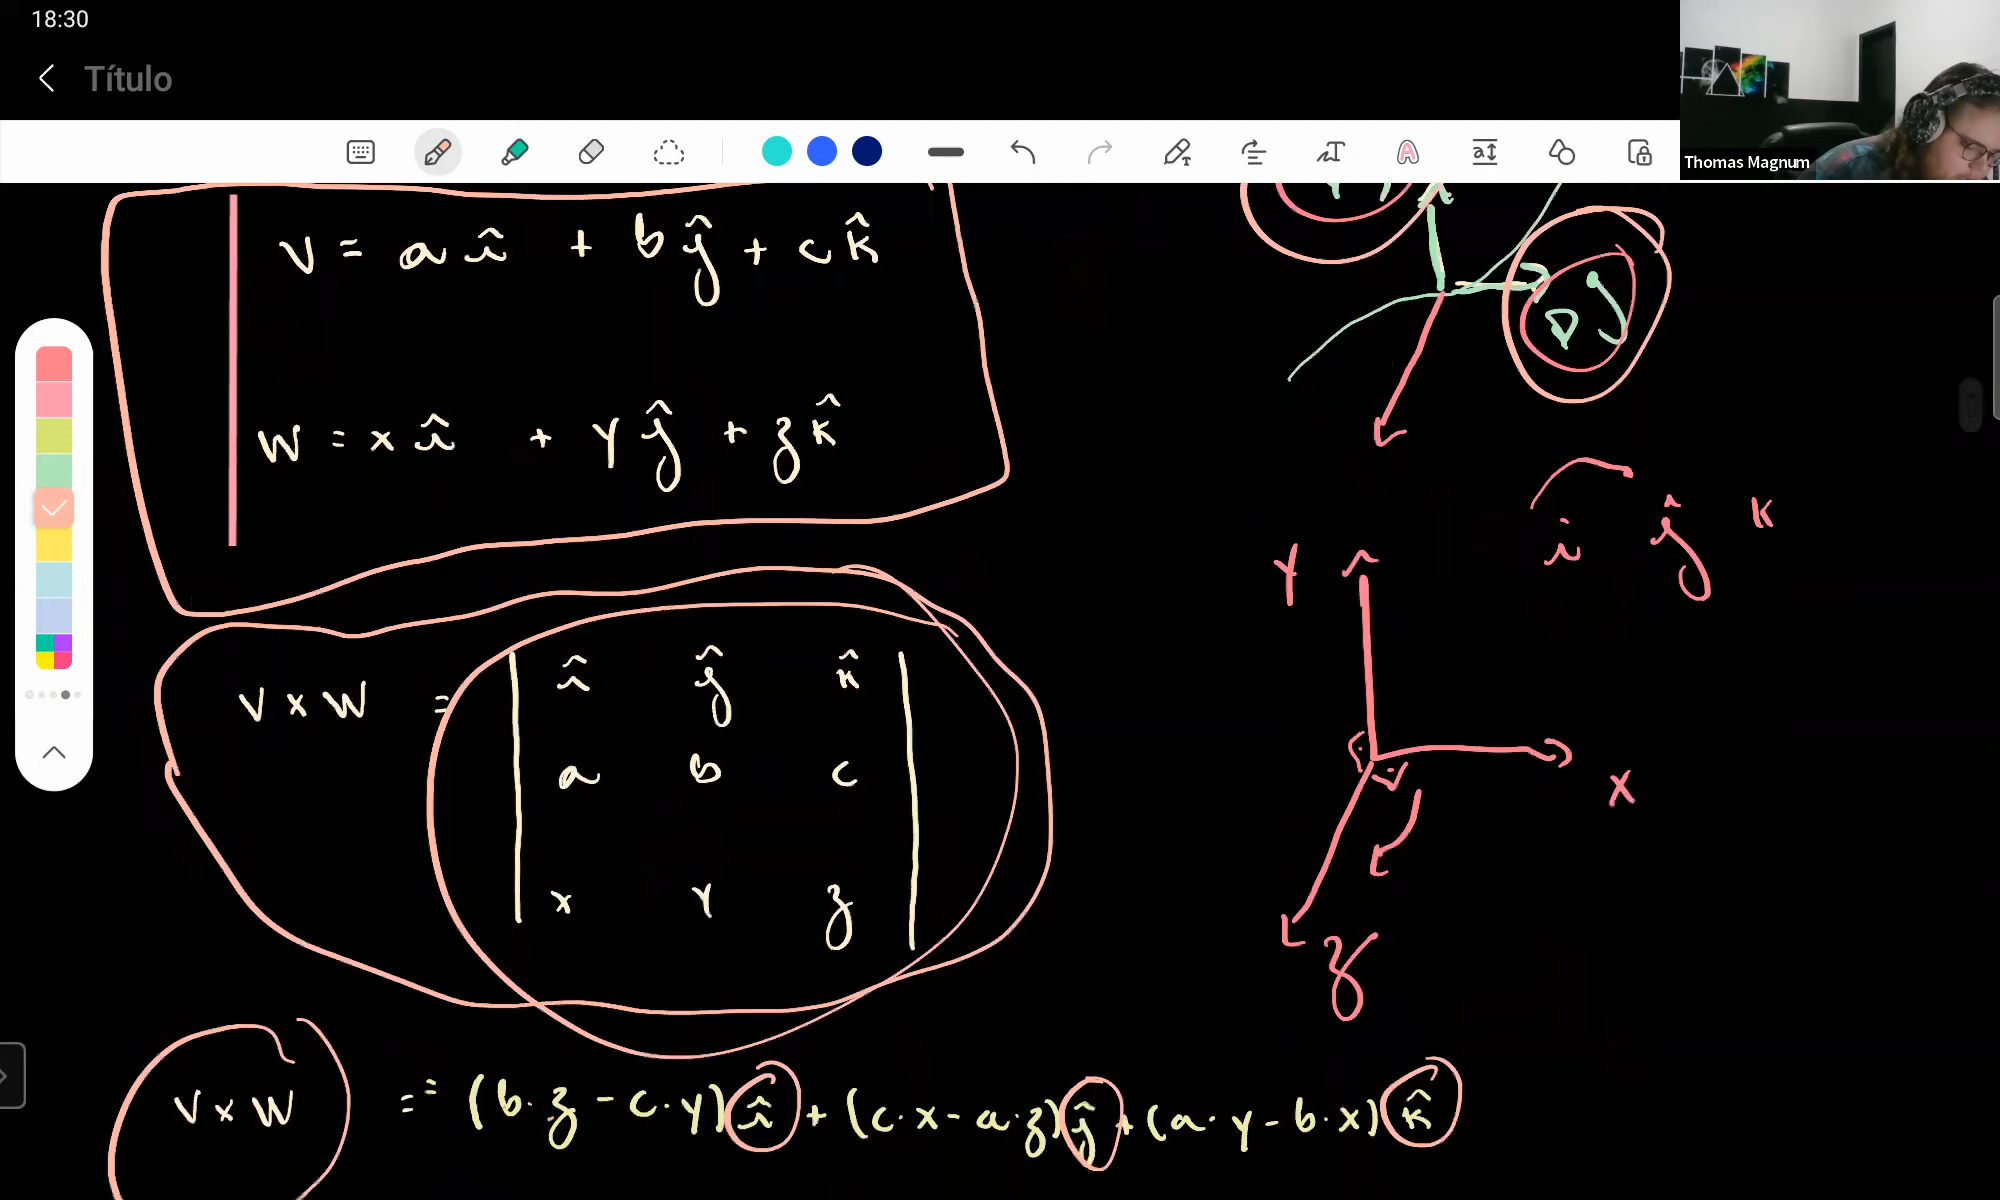 18:30
Título
Thomas Magnum
V = a î + b ĵ + c k̂
D j
W = x î + y ĵ + z k̂
i ĵ k
Y
V × W = | î ĵ k̂ |
a b c
X
x y z
z
V × W = = (b · z - c · y) î + (c · x - a · z) ĵ + (a · y - b · x) k̂